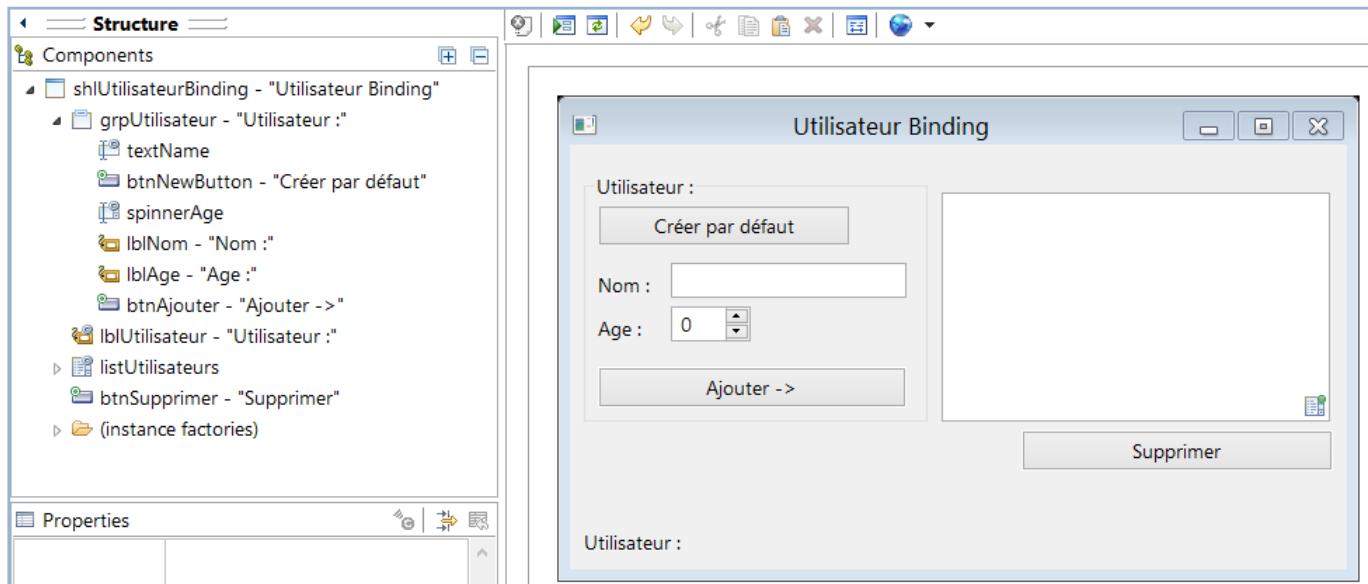 Structure
Components
shlUtilisateurBinding - "Utilisateur Binding"
grpUtilisateur - "Utilisateur :"
textName
btnNewButton - "Créer par défaut"
spinnerAge
lblNom - "Nom :"
lblAge - "Age :"
btnAjouter - "Ajouter ->"
lblUtilisateur - "Utilisateur :"
listUtilisateurs
btnSupprimer - "Supprimer"
(instance factories)
Properties
Utilisateur Binding
Utilisateur :
Créer par défaut
Nom :
Age :
0
Ajouter ->
Supprimer
Utilisateur :